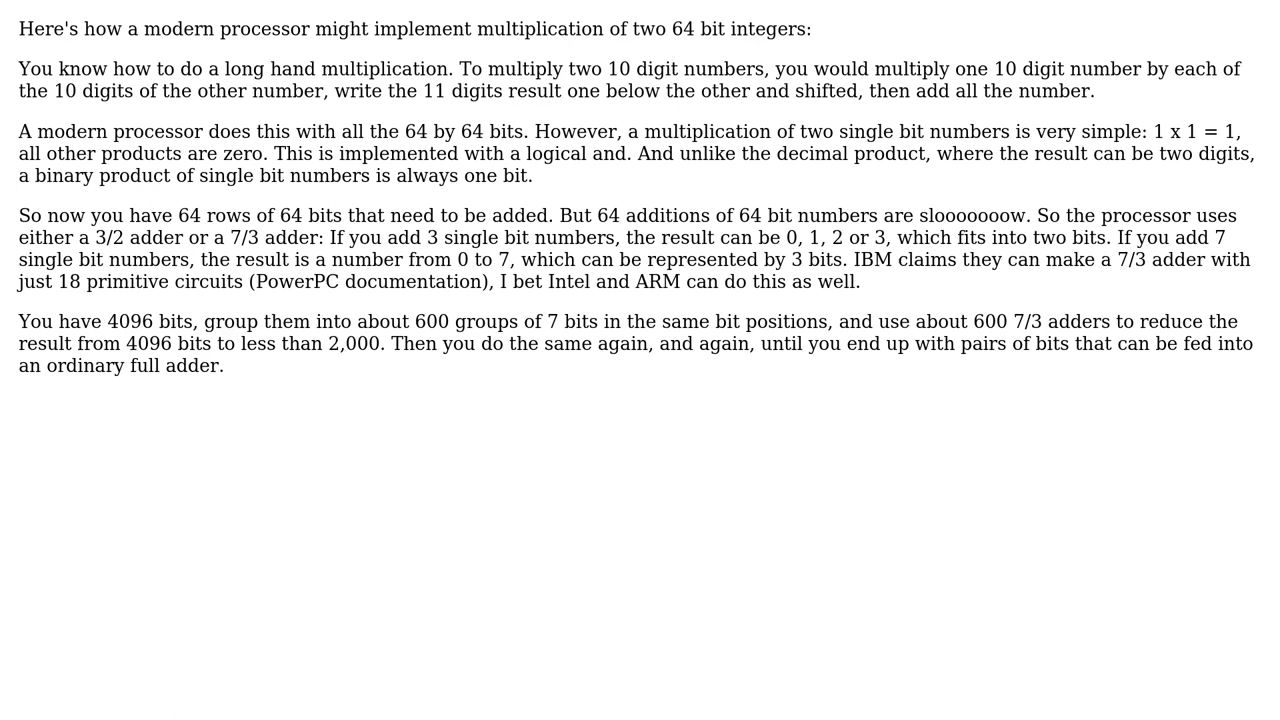 Here's how a modern processor might implement multiplication of two 64 bit integers:
You know how to do a long hand multiplication. To multiply two 10 digit numbers, you would multiply one 10 digit number by each of
the 10 digits of the other number, write the 11 digits result one below the other and shifted, then add all the number.
A modern processor does this with all the 64 by 64 bits. However, a multiplication of two single bit numbers is very simple: 1 x 1 = 1,
all other products are zero. This is implemented with a logical and. And unlike the decimal product, where the result can be two digits,
a binary product of single bit numbers is always one bit.
So now you have 64 rows of 64 bits that need to be added. But 64 additions of 64 bit numbers are slooooooow. So the processor uses
either a 3/2 adder or a 7/3 adder: If you add 3 single bit numbers, the result can be 0, 1, 2 or 3, which fits into two bits. If you add 7
single bit numbers, the result is a number from 0 to 7, which can be represented by 3 bits. IBM claims they can make a 7/3 adder with
just 18 primitive circuits (PowerPC documentation), I bet Intel and ARM can do this as well.
You have 4096 bits, group them into about 600 groups of 7 bits in the same bit positions, and use about 600 7/3 adders to reduce the
result from 4096 bits to less than 2,000. Then you do the same again, and again, until you end up with pairs of bits that can be fed into
an ordinary full adder.